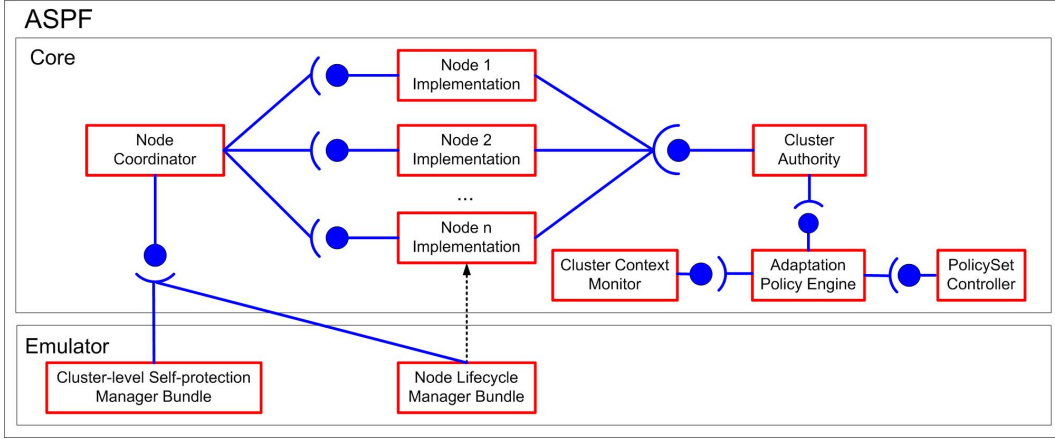 ASPF
Core
Node 1
Implementation
Node
Coordinator
Node 2
Implementation
Cluster
Authority
...
Node n
Implementation
Cluster Context
Monitor
Adaptation
Policy Engine
PolicySet
Controller
Emulator
Cluster-level Self-protection
Manager Bundle
Node Lifecycle
Manager Bundle